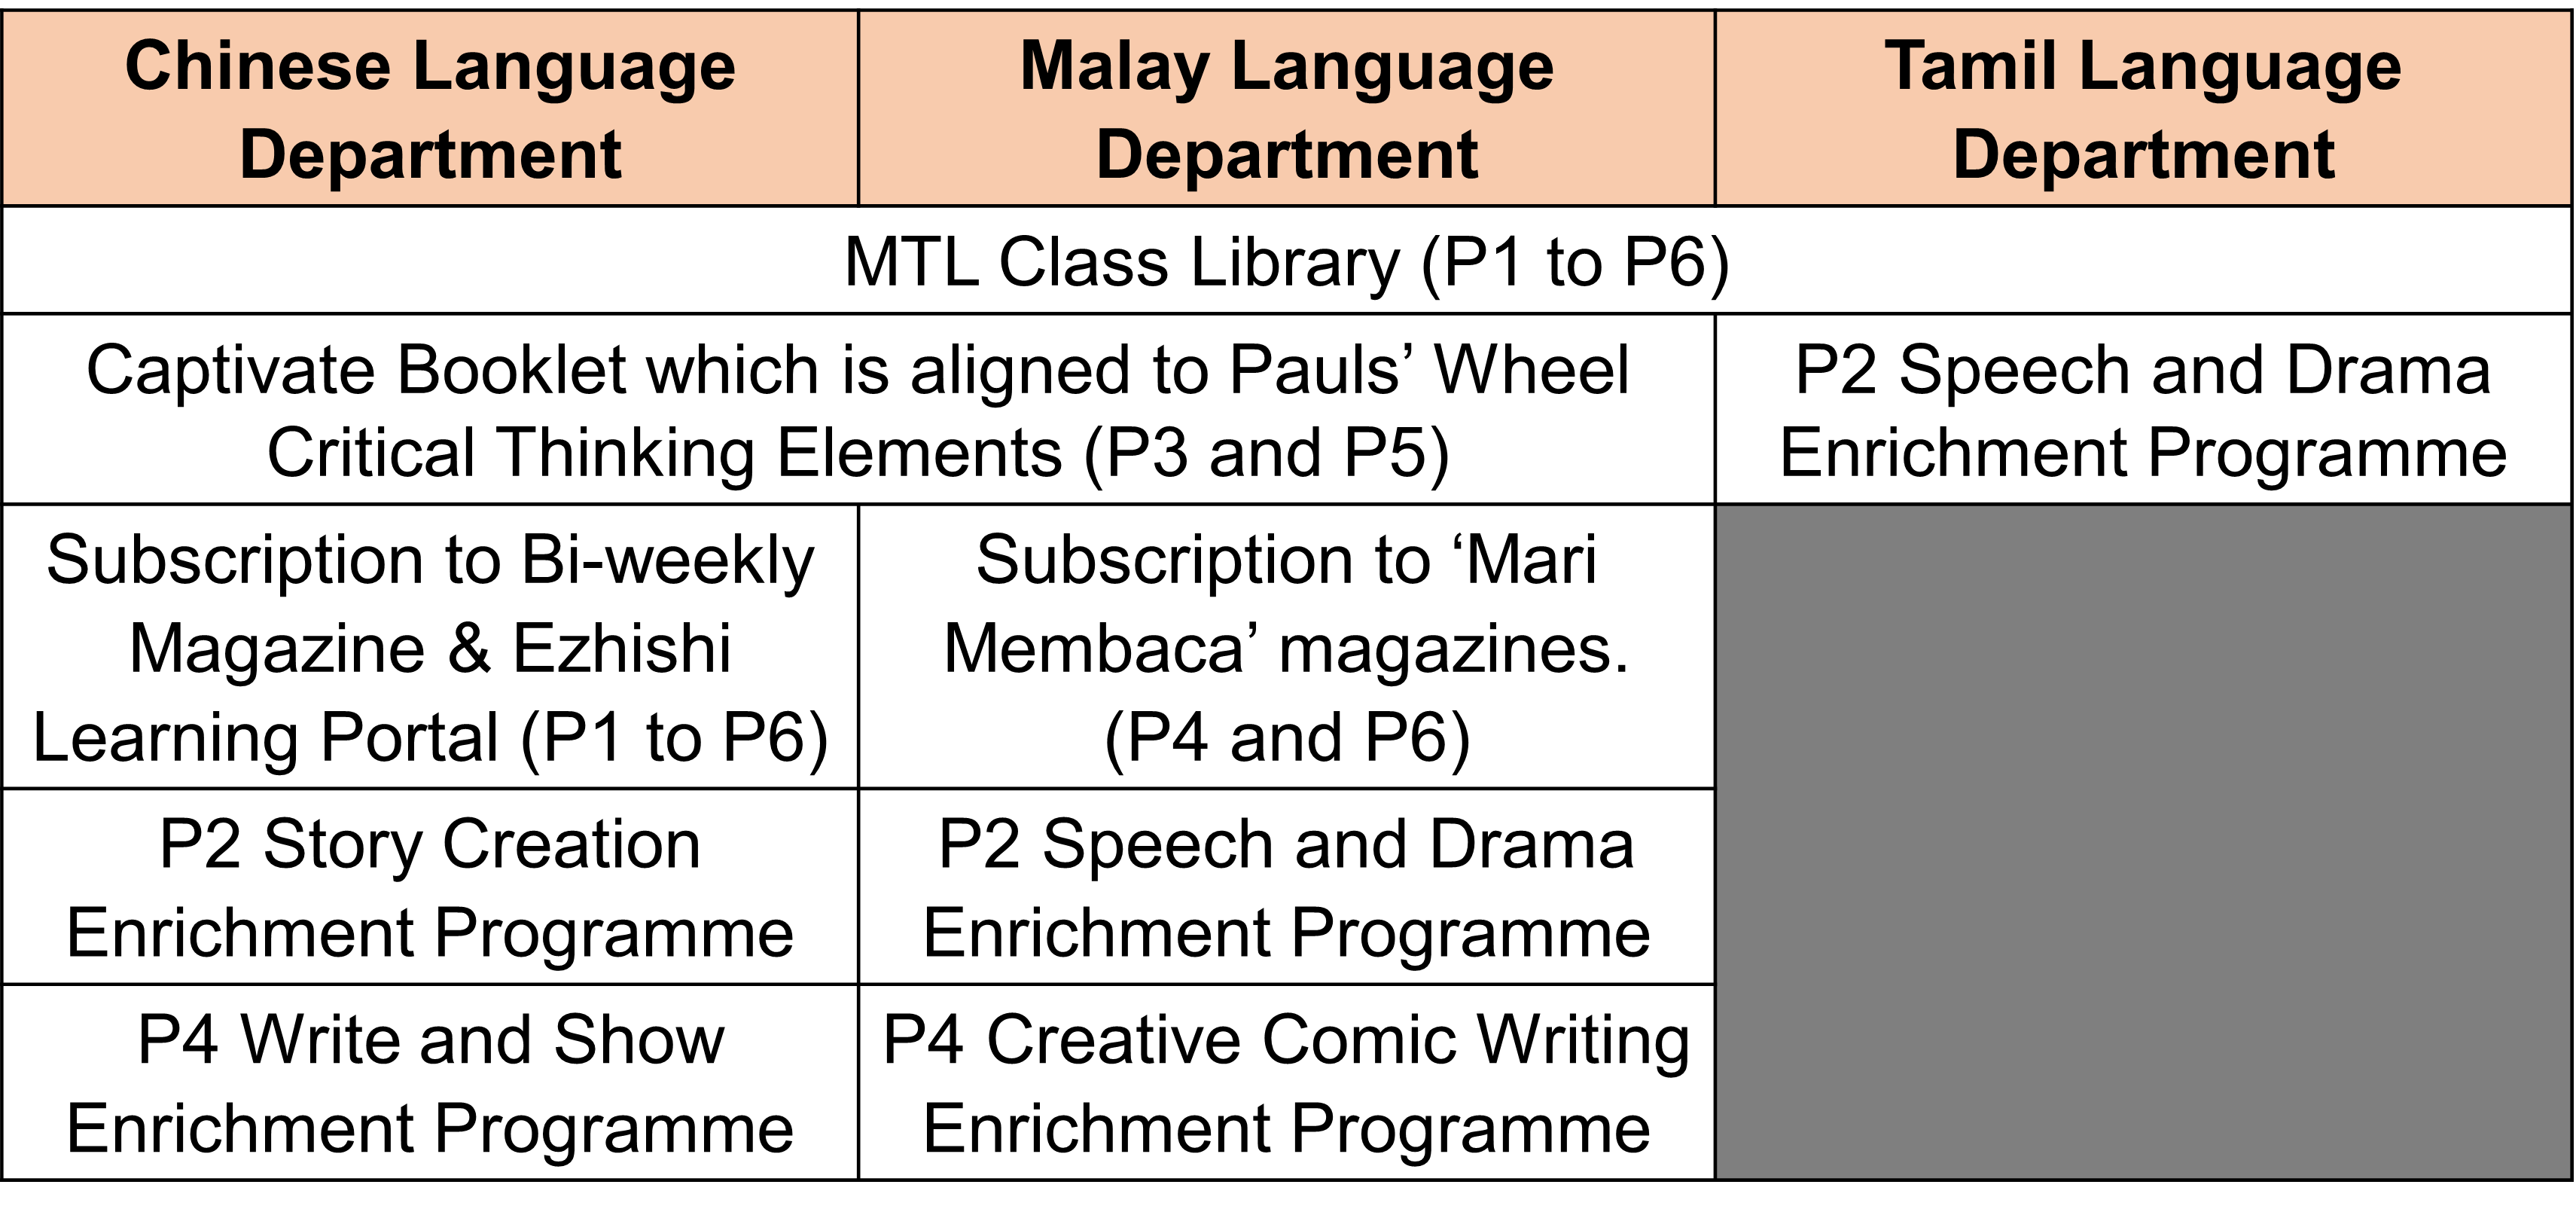 Chinese Language
Department
Malay Language
Department
Tamil Language
Department
MTL Class Library (P1 to P6)
Captivate Booklet which is aligned to Pauls’ Wheel
Critical Thinking Elements (P3 and P5)
P2 Speech and Drama
Enrichment Programme
Subscription to Bi-weekly
Magazine & Ezhishi
Learning Portal (P1 to P6)
Subscription to ‘Mari
Membaca’ magazines.
(P4 and P6)
P2 Story Creation
Enrichment Programme
P2 Speech and Drama
Enrichment Programme
P4 Write and Show
Enrichment Programme
P4 Creative Comic Writing
Enrichment Programme